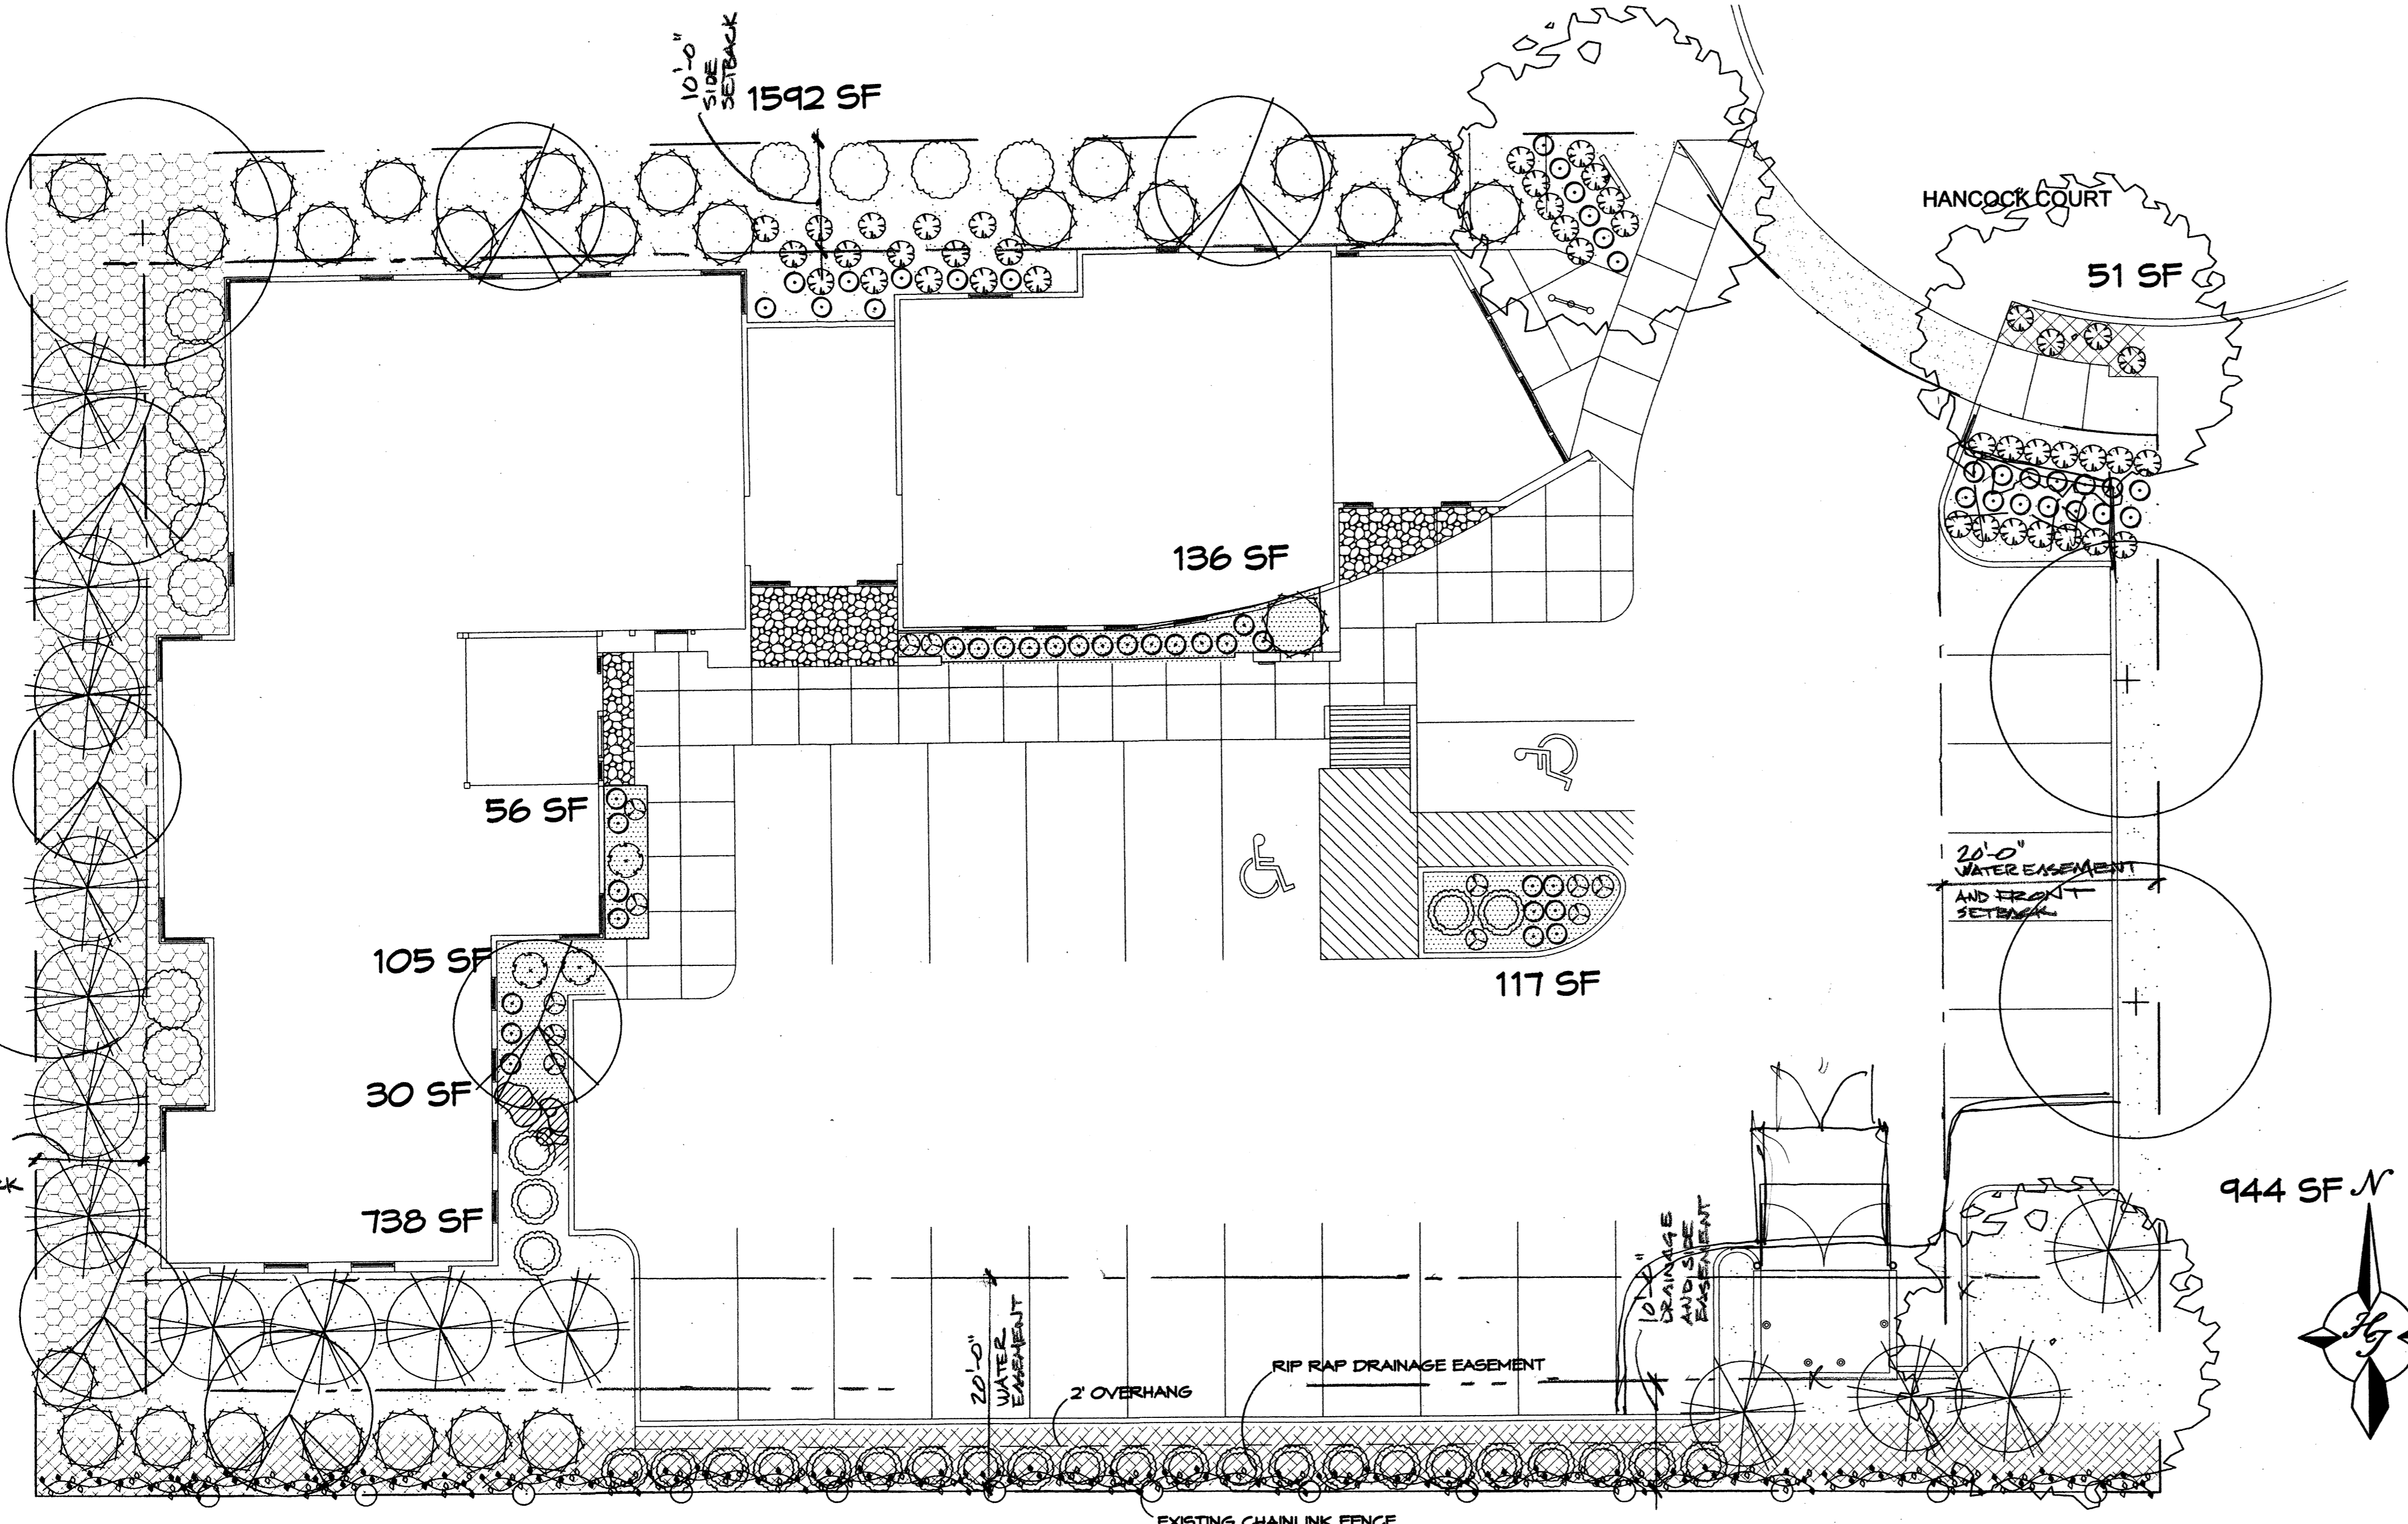 10'-0"
SIDE
SETBACK
1592 SF
HANCOCK COURT
51 SF
136 SF
56 SF
20'-0"
WATER EASEMENT
AND FRONT
SETBACK
105 SF
117 SF
30 SF
738 SF
944 SF
N
20'-0"
WATER
EASEMENT
DRAINAGE
AND SIDE
EASEMENT
RIP RAP DRAINAGE EASEMENT
2' OVERHANG
EXISTING CHAINLINK FENCE